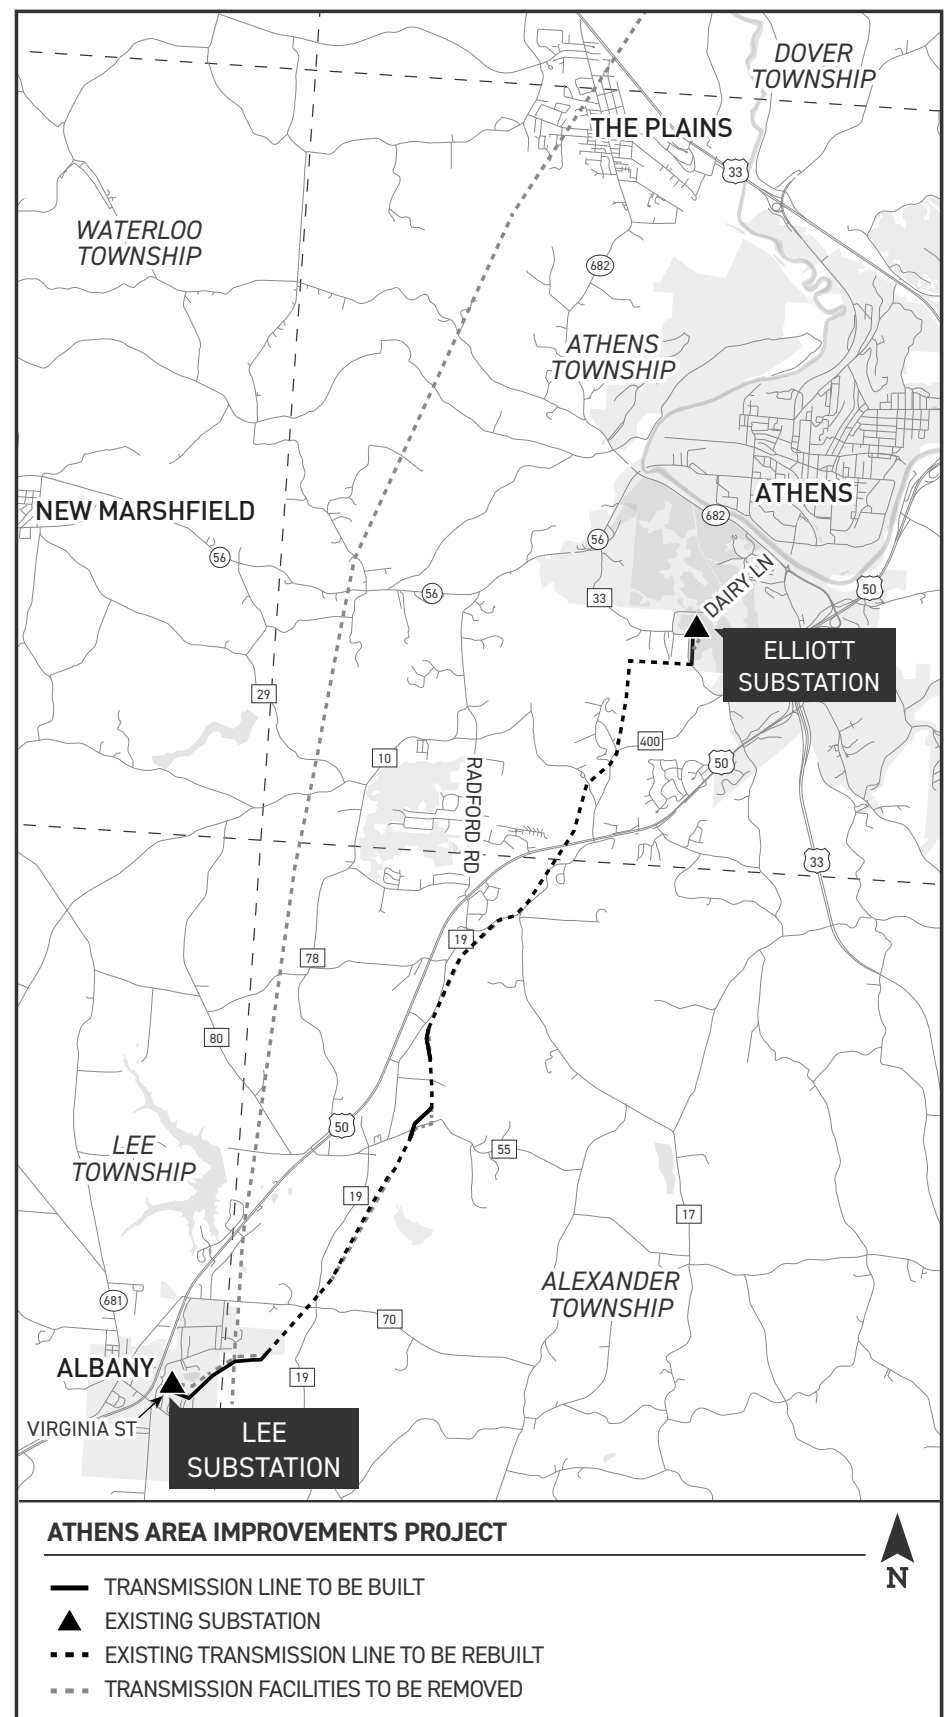 DOVER
TOWNSHIP
THE PLAINS
33
WATERLOO
TOWNSHIP
682
ATHENS
TOWNSHIP
ATHENS
NEW MARSHFIELD
682
56
56
56
33
DAIRY LN
50
ELLIOTT
SUBSTATION
29
400
10
50
RADFORD RD
33
19
78
80
50
LEE
TOWNSHIP
55
19
17
ALEXANDER
TOWNSHIP
681
70
ALBANY
19
VIRGINIA ST
LEE
SUBSTATION
ATHENS AREA IMPROVEMENTS PROJECT
N
TRANSMISSION LINE TO BE BUILT
EXISTING SUBSTATION
EXISTING TRANSMISSION LINE TO BE REBUILT
TRANSMISSION FACILITIES TO BE REMOVED